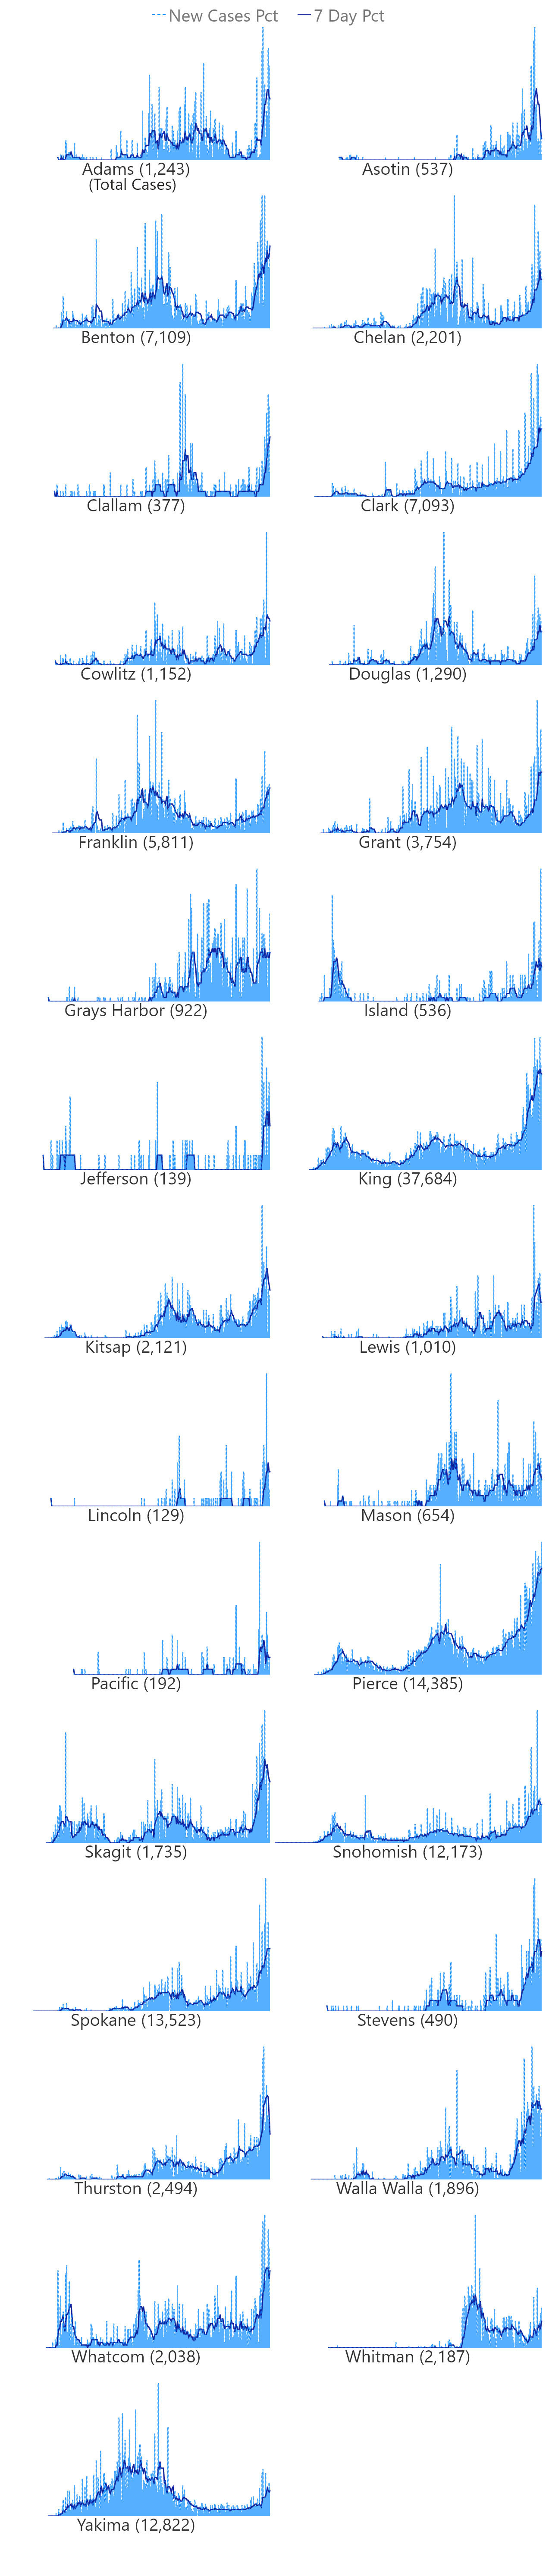 New Cases Pct 7 Day Pct
Adams (1,243) Asotin (537)
(Total Cases)
Benton (7,109) Chelan (2,201)
Clallam (377) Clark (7,093)
Cowlitz (1,152) Douglas (1,290)
Franklin (5,811) Grant (3,754)
Grays Harbor (922) Island (536)
Jefferson (139) King (37,684)
Kitsap (2,121) Lewis (1,010)
Lincoln (129) Mason (654)
Pacific (192) Pierce (14,385)
Skagit (1,735) Snohomish (12,173)
Spokane (13,523) Stevens (490)
Thurston (2,494) Walla Walla (1,896)
Whatcom (2,038) Whitman (2,187)
Yakima (12,822)